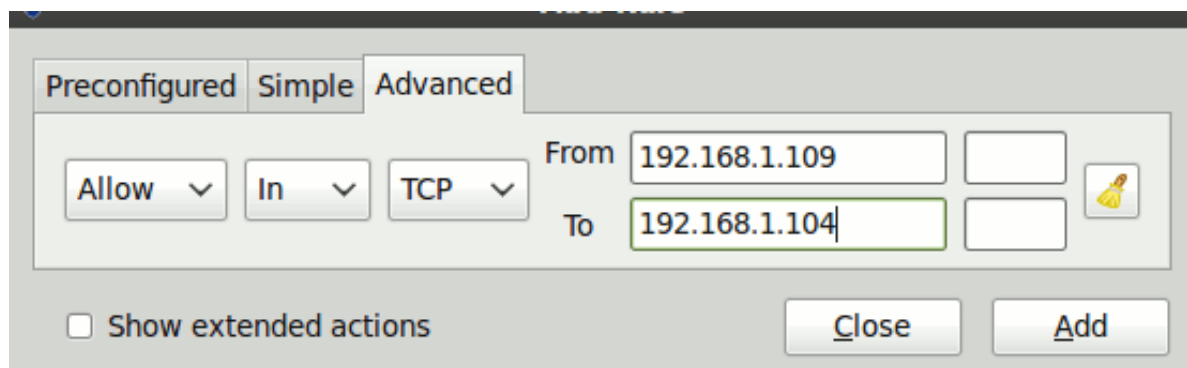 Preconfigured Simple Advanced
From 192.168.1.109
Allow In TCP
To 192.168.1.104
Show extended actions Close Add